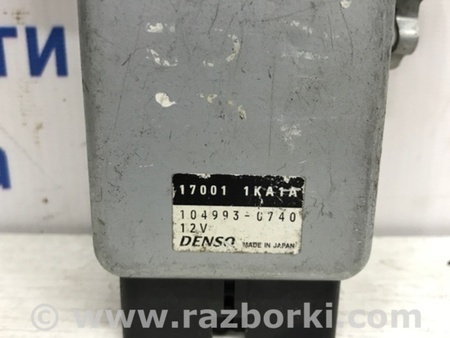 17001 1KA1A
104993-0740
12V
DENSO MADE IN JAPAN
www.razborki.com